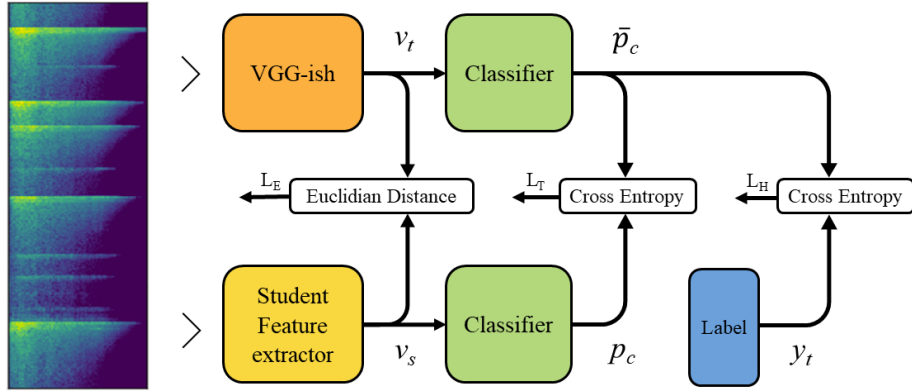 v_t
p̄_c
VGG-ish
Classifier
L_E
Euclidian Distance
L_T
Cross Entropy
L_H
Cross Entropy
Student
Feature
extractor
Classifier
Label
v_s
p_c
y_t